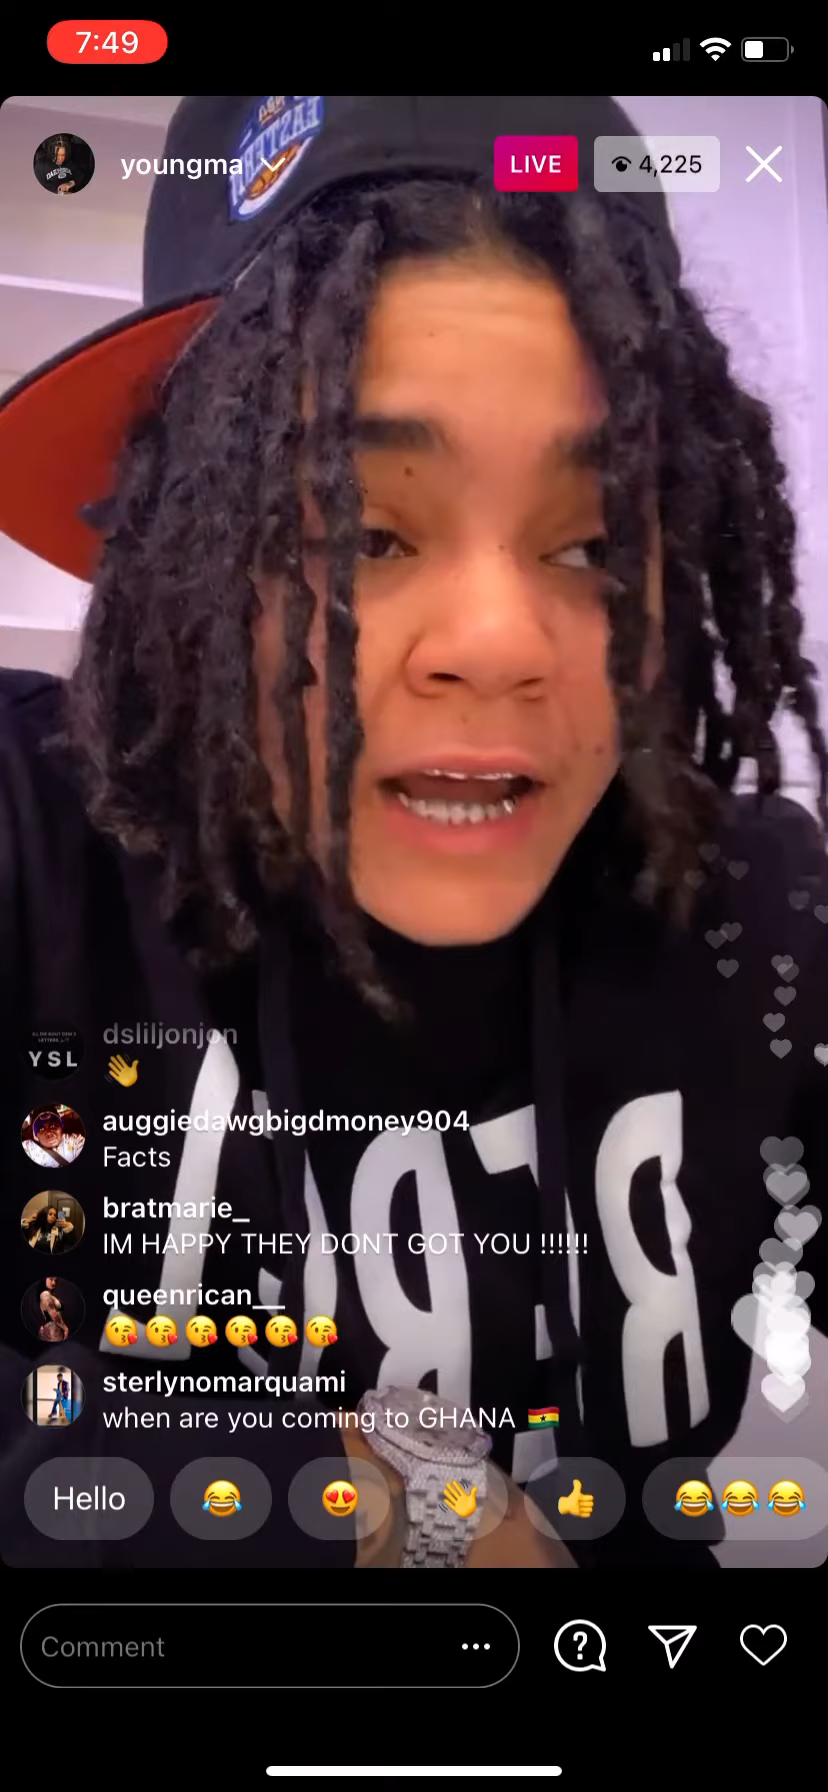 7:49
youngma
LIVE
4,225
YSL
dsliljonjon
👋
auggiedawgbigdmoney904
Facts
bratmarie_
IM HAPPY THEY DONT GOT YOU !!!!!!
queenrican__
😘😘😘😘😘😘
sterlynomarquami
when are you coming to GHANA 🇬🇭
Hello 😂 😍 👋 👍 😂😂😂
Comment